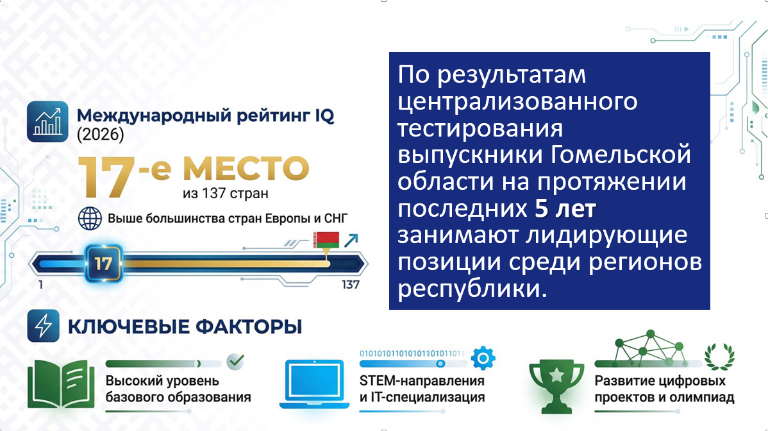 Международный рейтинг IQ
(2026)
17-е МЕСТО
из 137 стран
Выше большинства стран Европы и СНГ
17
1
137
По результатам
централизованного
тестирования
выпускники Гомельской
области на протяжении
последних 5 лет
занимают лидирующие
позиции среди регионов
республики.
КЛЮЧЕВЫЕ ФАКТОРЫ
Высокий уровень
базового образования
010101011010101101011011
STEM-направления
и IT-специализация
Развитие цифровых
проектов и олимпиад